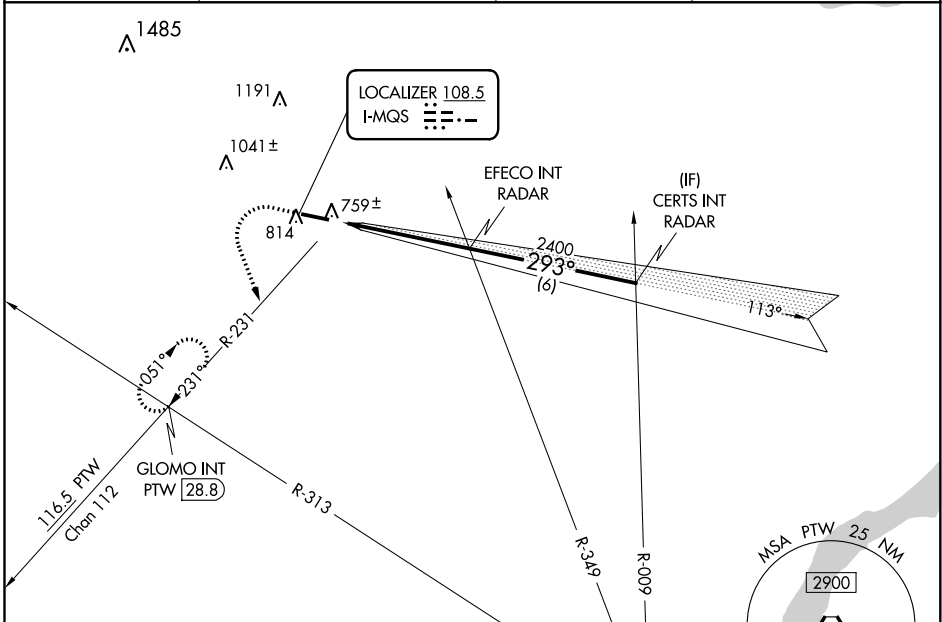 1485
1191
LOCALIZER 108.5
I-MQS
1041±
EFECO INT
RADAR
(IF)
CERTS INT
RADAR
759±
814
2400
293°
(6)
113°
R-231
051°
231°
GLOMO INT
PTW 28.8
116.5 PTW
Chan 112
R-313
R-349
R-009
MSA PTW 25 NM
2900